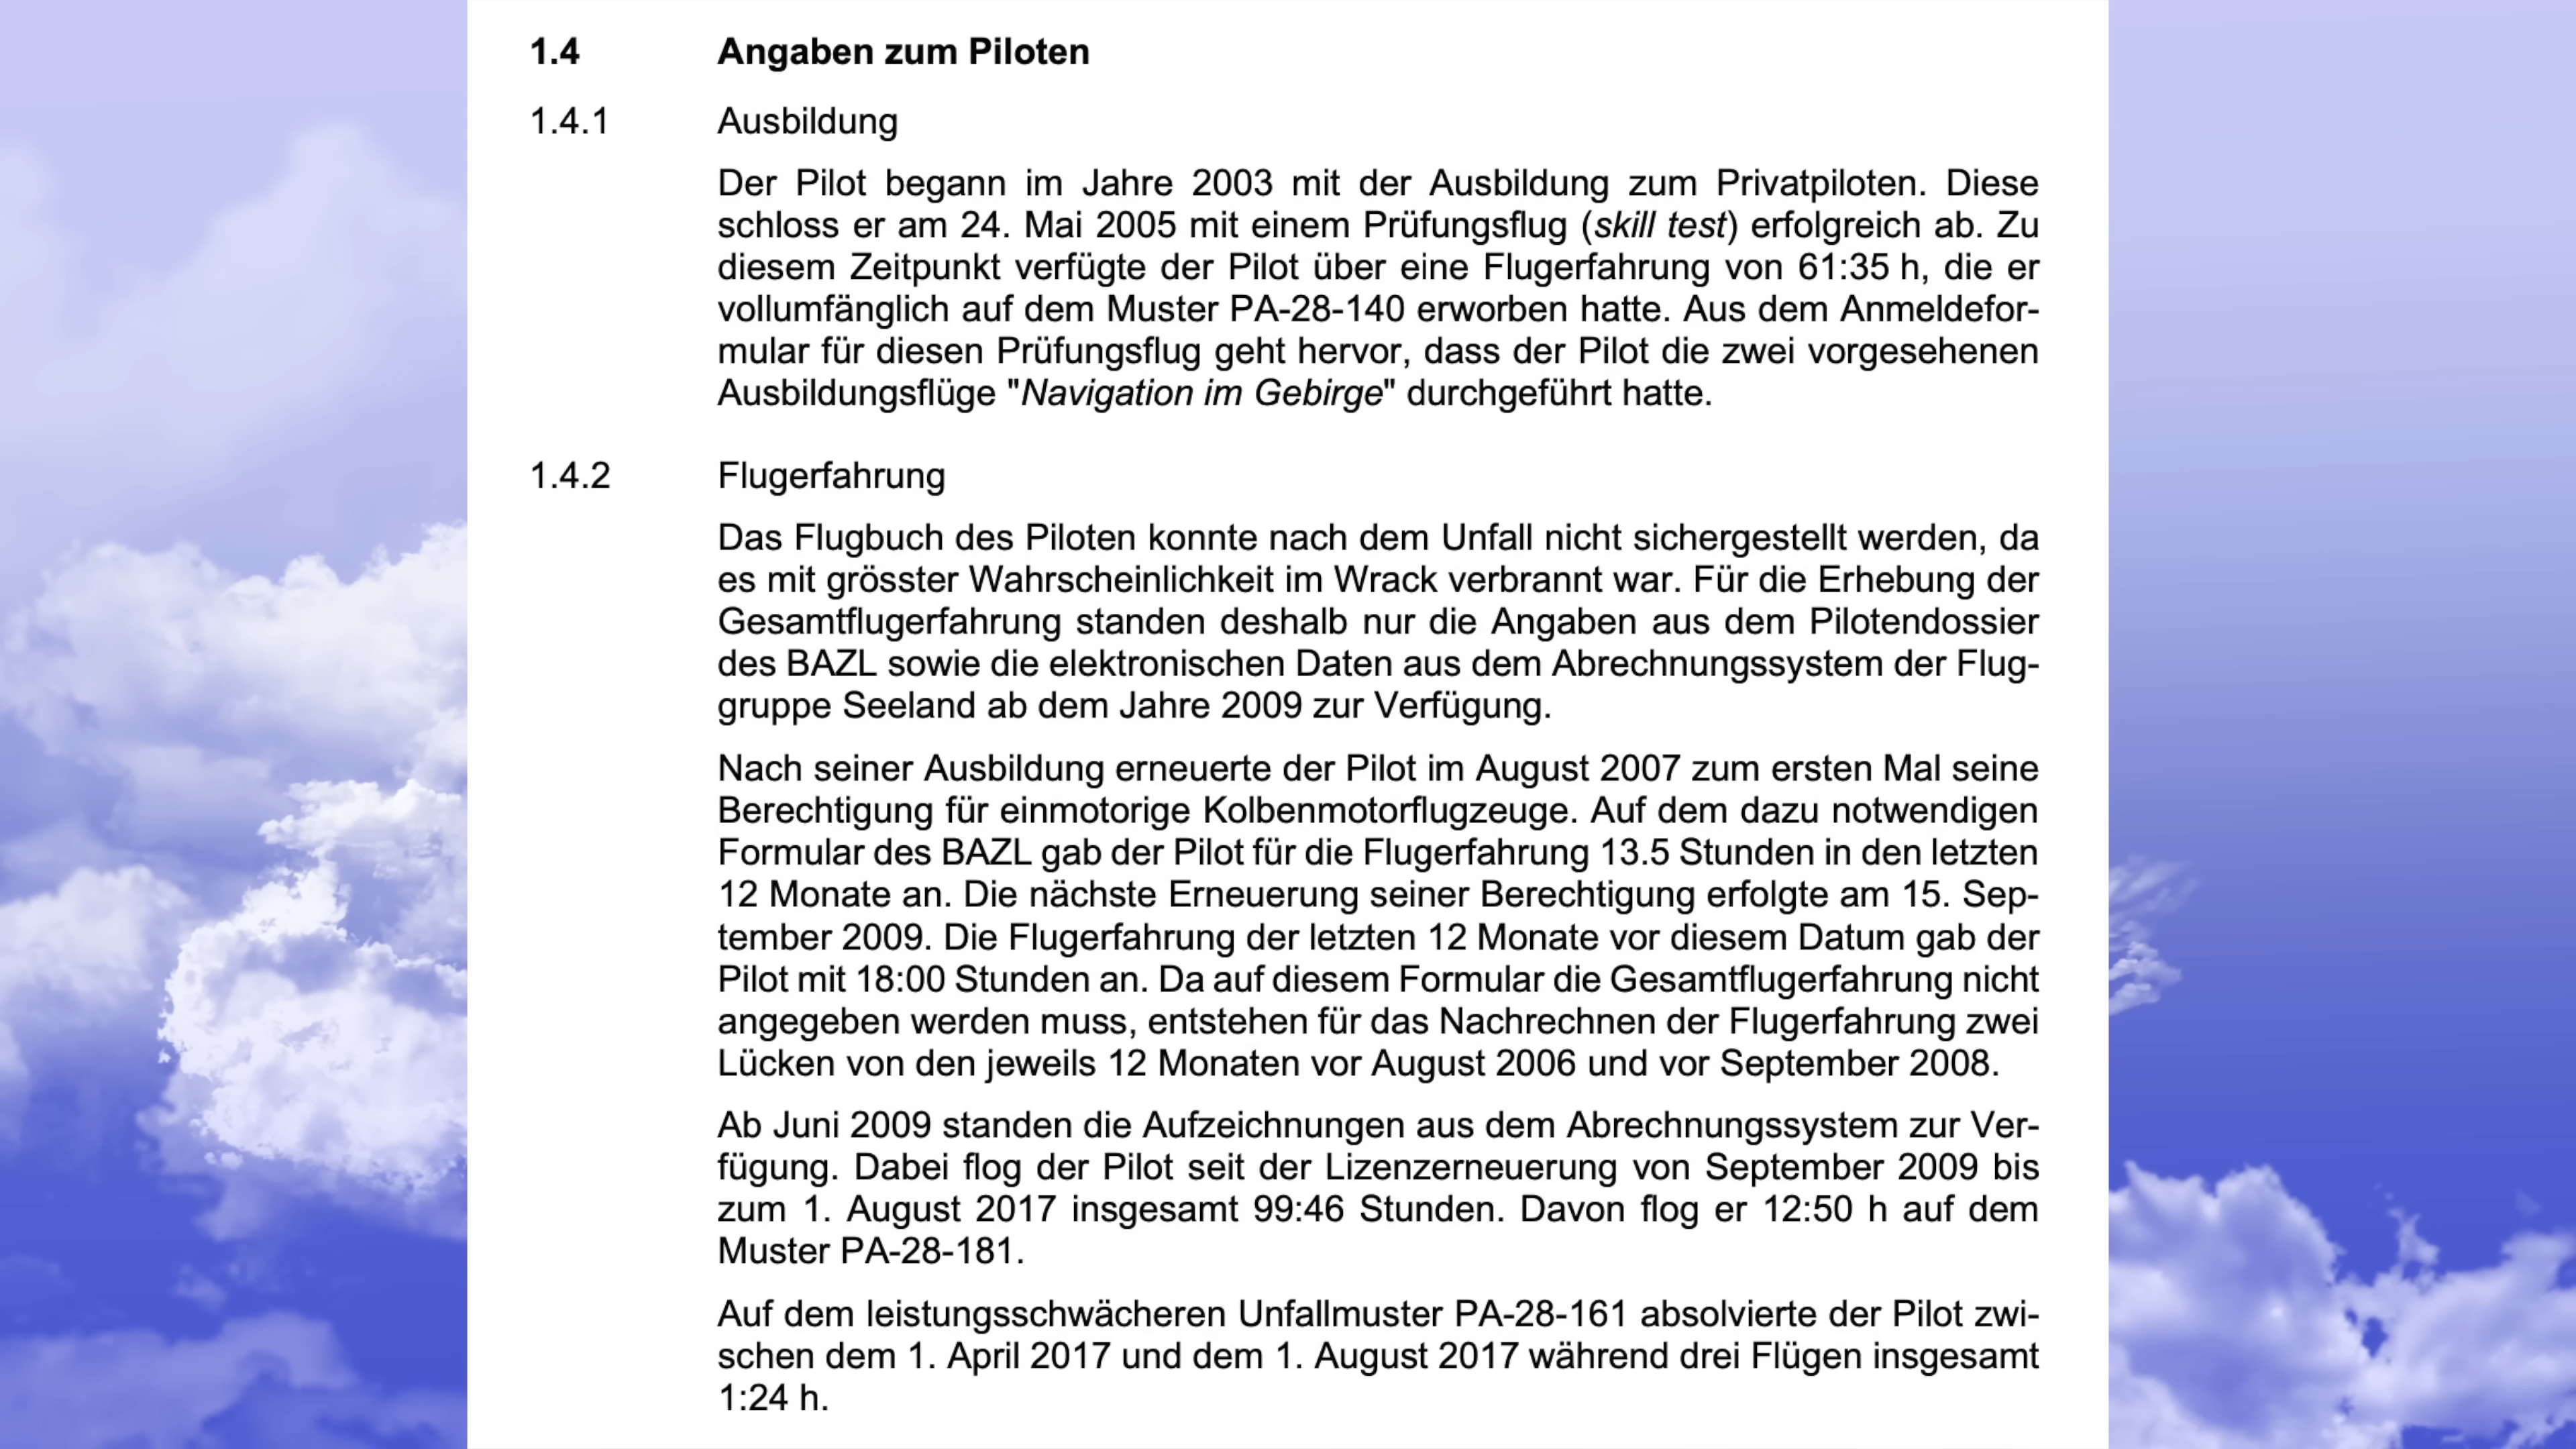 1.4 Angaben zum Piloten
1.4.1 Ausbildung
Der Pilot begann im Jahre 2003 mit der Ausbildung zum Privatpiloten. Diese
schloss er am 24. Mai 2005 mit einem Prüfungsflug (skill test) erfolgreich ab. Zu
diesem Zeitpunkt verfügte der Pilot über eine Flugerfahrung von 61:35 h, die er
vollumfänglich auf dem Muster PA-28-140 erworben hatte. Aus dem Anmeldefor-
mular für diesen Prüfungsflug geht hervor, dass der Pilot die zwei vorgesehenen
Ausbildungsflüge "Navigation im Gebirge" durchgeführt hatte.
1.4.2 Flugerfahrung
Das Flugbuch des Piloten konnte nach dem Unfall nicht sichergestellt werden, da
es mit grösster Wahrscheinlichkeit im Wrack verbrannt war. Für die Erhebung der
Gesamtflugerfahrung standen deshalb nur die Angaben aus dem Pilotendossier
des BAZL sowie die elektronischen Daten aus dem Abrechnungssystem der Flug-
gruppe Seeland ab dem Jahre 2009 zur Verfügung.
Nach seiner Ausbildung erneuerte der Pilot im August 2007 zum ersten Mal seine
Berechtigung für einmotorige Kolbenmotorflugzeuge. Auf dem dazu notwendigen
Formular des BAZL gab der Pilot für die Flugerfahrung 13.5 Stunden in den letzten
12 Monate an. Die nächste Erneuerung seiner Berechtigung erfolgte am 15. Sep-
tember 2009. Die Flugerfahrung der letzten 12 Monate vor diesem Datum gab der
Pilot mit 18:00 Stunden an. Da auf diesem Formular die Gesamtflugerfahrung nicht
angegeben werden muss, entstehen für das Nachrechnen der Flugerfahrung zwei
Lücken von den jeweils 12 Monaten vor August 2006 und vor September 2008.
Ab Juni 2009 standen die Aufzeichnungen aus dem Abrechnungssystem zur Ver-
fügung. Dabei flog der Pilot seit der Lizenzerneuerung von September 2009 bis
zum 1. August 2017 insgesamt 99:46 Stunden. Davon flog er 12:50 h auf dem
Muster PA-28-181.
Auf dem leistungsschwächeren Unfallmuster PA-28-161 absolvierte der Pilot zwi-
schen dem 1. April 2017 und dem 1. August 2017 während drei Flügen insgesamt
1:24 h.